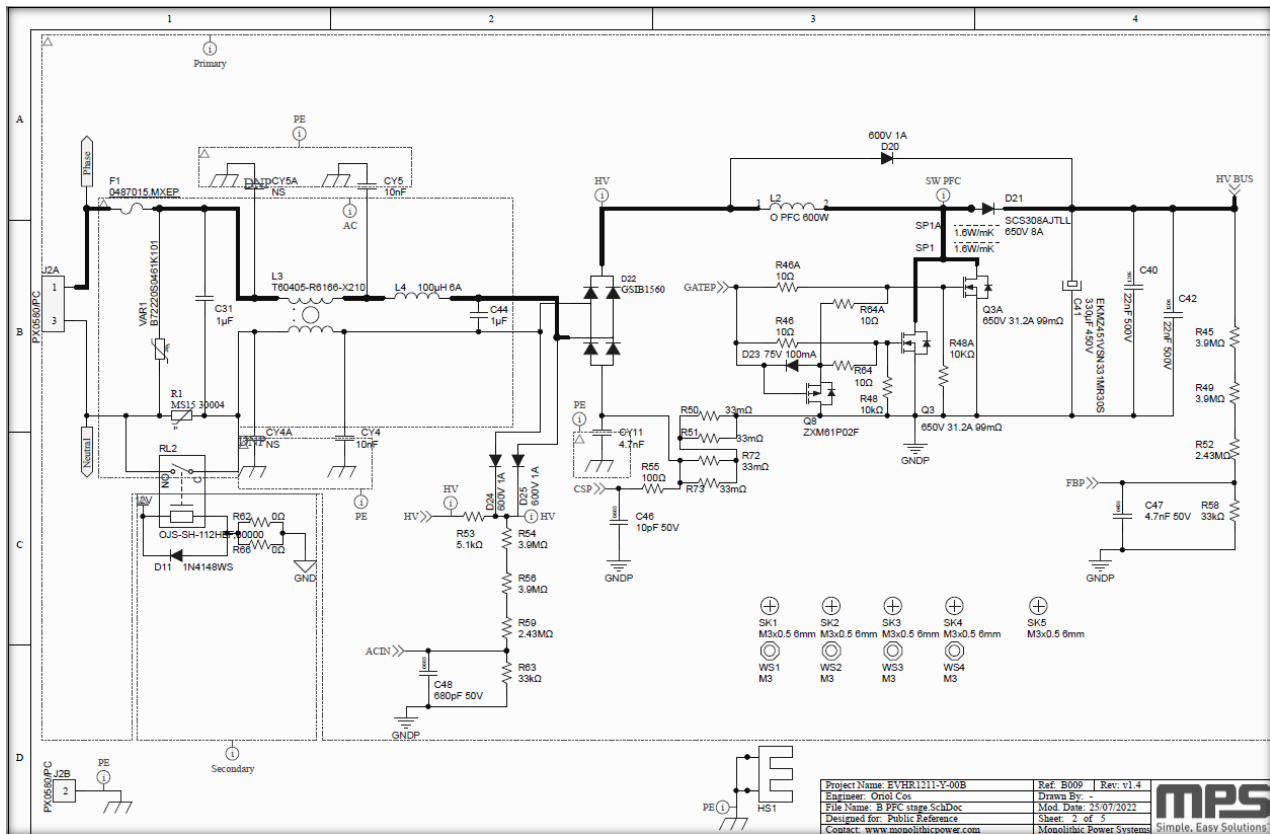 1
2
3
4
A
B
C
D
Primary
PE
Phase
F1
0487015.MXEP
CY5A
NS
CY5
10nF
AC
HV
600V 1A
D20
L2
1
2
O PFC 600W
SW PFC
D21
SCS308AJTLL
650V 8A
HV BUS
SP1A
1.6W/mK
SP1
1.6W/mK
J2A
1
3
PX0580/PC
VAR1
B72220S0461K101
C31
1µF
L3
T60405-R6166-X210
L4
100µH 6A
C44
1µF
D22
GSIB1560
GATEP
R46A
10Ω
R64A
10Ω
R46
10Ω
D23 75V 100mA
R64
10Ω
R48
10kΩ
Q8
ZXM61P02F
Q3A
650V 31.2A 99mΩ
R48A
10KΩ
Q3
650V 31.2A 99mΩ
GNDP
C41
330µF 450V
EKMZ451VSN331MR30S
C40
22nF 500V
C42
22nF 500V
R45
3.9MΩ
R49
3.9MΩ
R52
2.43MΩ
R58
33kΩ
FBP
C47
4.7nF 50V
GNDP
R1
MS15 30004
Neutral
RL2
NO
C
OJS-SH-112HEF,00000
12V
R62
0Ω
R66
0Ω
D11
1N4148WS
GND
CY4A
NS
CY4
10nF
PE
D24
600V 1A
D25
600V 1A
HV
HV
HV
R53
5.1kΩ
R54
3.9MΩ
R56
3.9MΩ
R59
2.43MΩ
R63
33kΩ
ACIN
C48
680pF 50V
GNDP
PE
CY11
4.7nF
R50
33mΩ
R51
33mΩ
R72
33mΩ
R73
33mΩ
CSP
R55
100Ω
C46
10pF 50V
GNDP
SK1
M3x0.5 6mm
SK2
M3x0.5 6mm
SK3
M3x0.5 6mm
SK4
M3x0.5 6mm
SK5
M3x0.5 6mm
WS1
M3
WS2
M3
WS3
M3
WS4
M3
Secondary
J2B
2
PX0580/PC
PE
PE
HS1
Project Name: EVHR1211-Y-00B
Ref: B009
Rev: v1.4
Engineer: Oriol Cos
Drawn By: -
File Name: B PFC stage.SchDoc
Mod. Date: 25/07/2022
Designed for: Public Reference
Sheet: 2 of 5
Contact: www.monolithicpower.com
Monolithic Power Systems
MPS
Simple, Easy Solutions